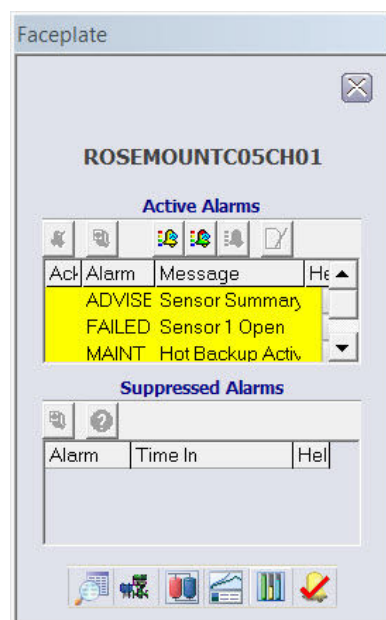 Faceplate
ROSEMOUNTC05CH01
Active Alarms
Ack Alarm Message He
ADVISE Sensor Summary
FAILED Sensor 1 Open
MAINT Hot Backup Activ
Suppressed Alarms
Alarm Time In Hel